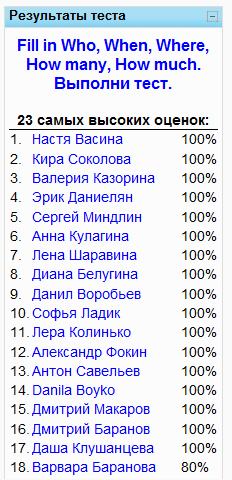 Результаты теста
Fill in Who, When, Where,
How many, How much.
Выполни тест.
23 самых высоких оценок:
1. Настя Васина 100%
2. Кира Соколова 100%
3. Валерия Казорина 100%
4. Эрик Даниелян 100%
5. Сергей Миндлин 100%
6. Анна Кулагина 100%
7. Лена Шаравина 100%
8. Диана Белугина 100%
9. Данил Воробьев 100%
10. Софья Ладик 100%
11. Лера Колинько 100%
12. Александр Фокин 100%
13. Антон Савельев 100%
14. Danila Boyko 100%
15. Дмитрий Макаров 100%
16. Дмитрий Баранов 100%
17. Даша Клушанцева 100%
18. Варвара Баранова 80%